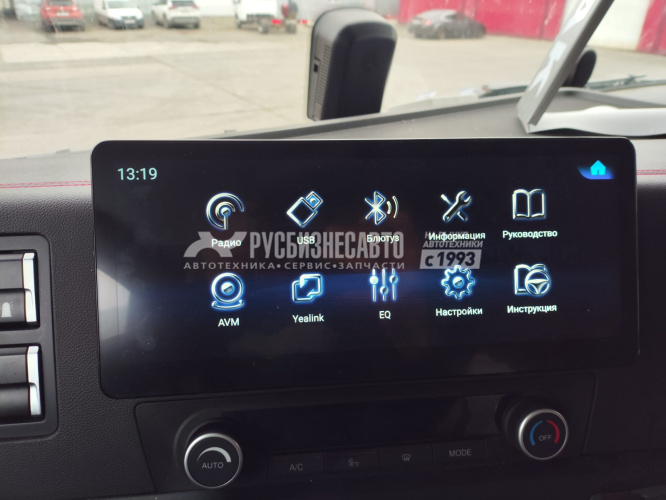 13:19
Радио
USB
Блютуз
Информация
Руководство
РУСБИЗНЕСАВТО
АВТОТЕХНИКА•СЕРВИС•ЗАПЧАСТИ
АВТОТЕХНИКИ
с 1993
AVM
Yealink
EQ
Настройки
Инструкция
AUTO
A/C
MODE
OFF